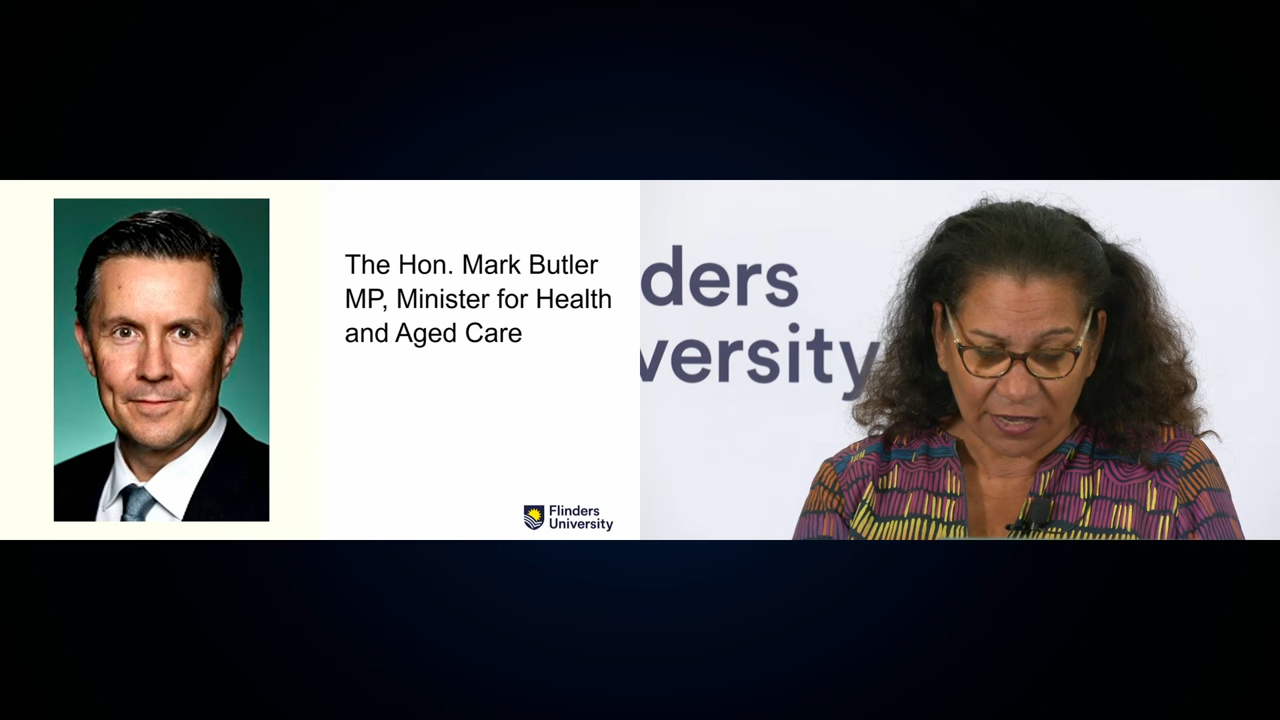 The Hon. Mark Butler
MP, Minister for Health
and Aged Care
Flinders
University
ders
versity